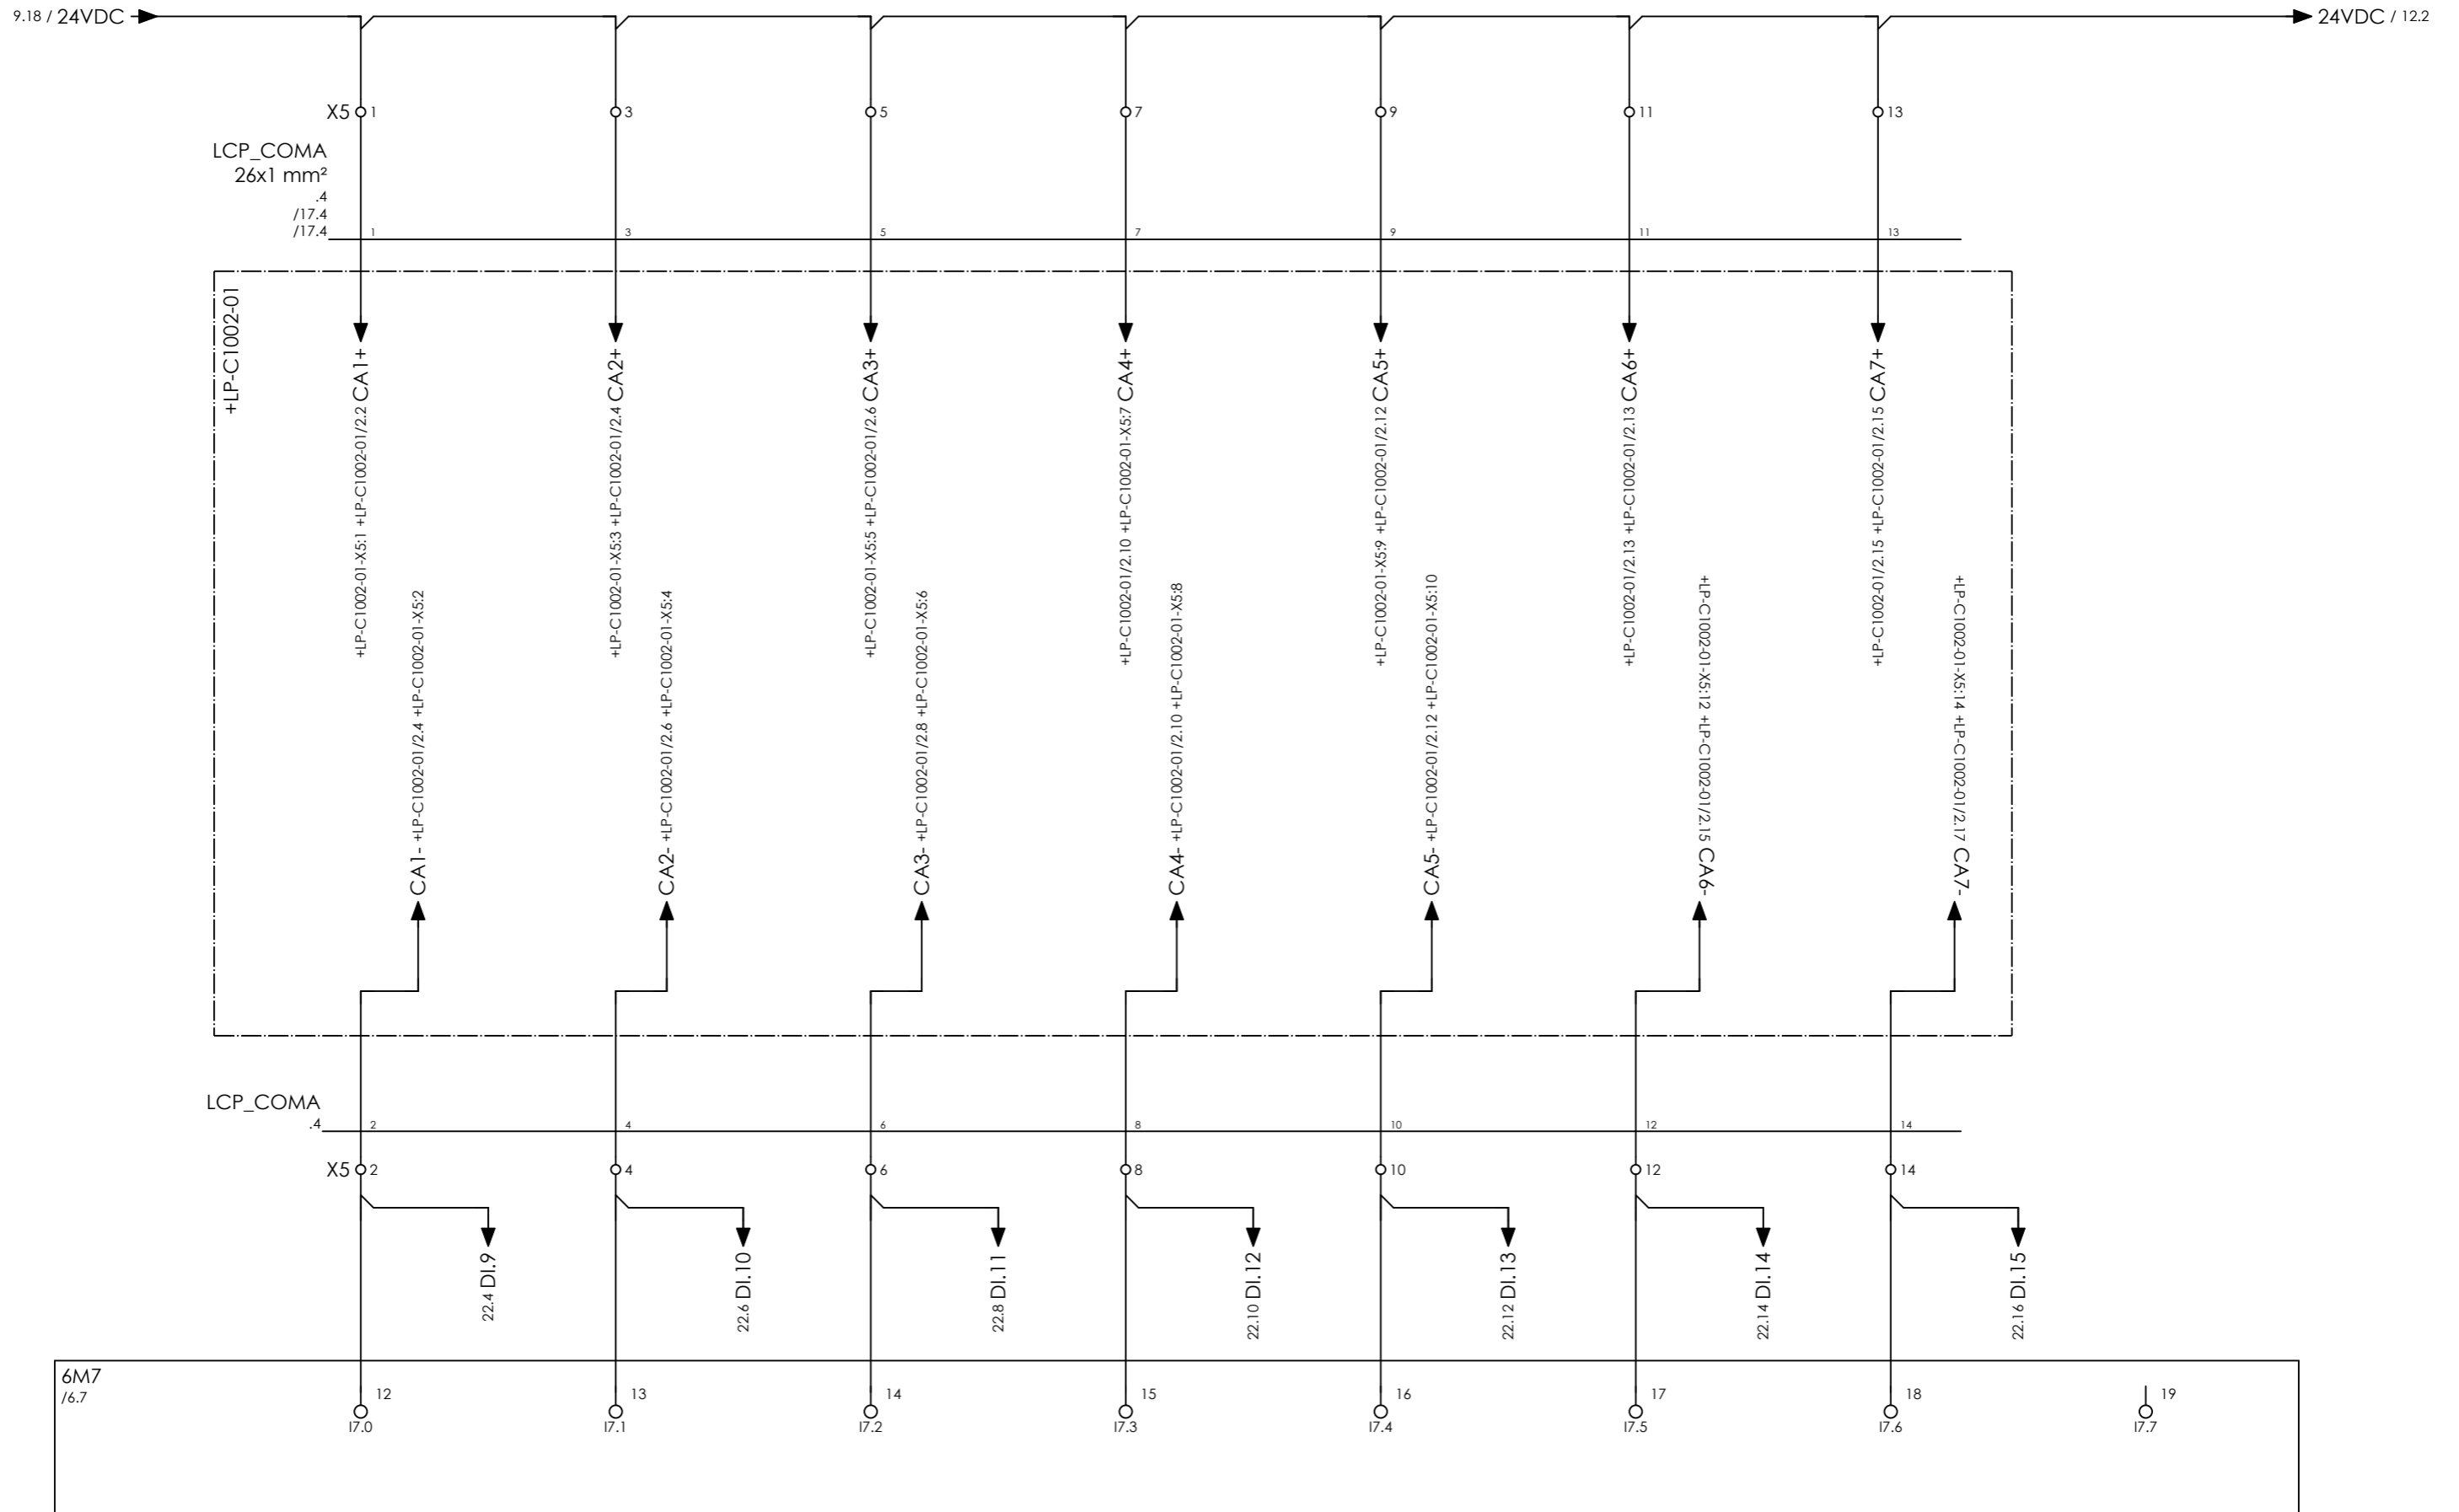 9.18 / 24VDC
24VDC / 12.2
X5 1
3
5
7
9
11
13
LCP_COMA
26x1 mm²
.4
/17.4
/17.4
1
3
5
7
9
11
13
+LP-C1002-01
+LP-C1002-01-X5:1 +LP-C1002-01/2.2 CA1+
+LP-C1002-01-X5:3 +LP-C1002-01/2.4 CA2+
+LP-C1002-01-X5:5 +LP-C1002-01/2.6 CA3+
+LP-C1002-01/2.10 +LP-C1002-01-X5:7 CA4+
+LP-C1002-01-X5:9 +LP-C1002-01/2.12 CA5+
+LP-C1002-01/2.13 +LP-C1002-01/2.13 CA6+
+LP-C1002-01/2.15 +LP-C1002-01/2.15 CA7+
CA1- +LP-C1002-01/2.4 +LP-C1002-01-X5:2
CA2- +LP-C1002-01/2.6 +LP-C1002-01-X5:4
CA3- +LP-C1002-01/2.8 +LP-C1002-01-X5:6
CA4- +LP-C1002-01/2.10 +LP-C1002-01-X5:8
CA5- +LP-C1002-01/2.12 +LP-C1002-01-X5:10
+LP-C1002-01-X5:12 +LP-C1002-01/2.15 CA6-
+LP-C1002-01-X5:14 +LP-C1002-01/2.17 CA7-
LCP_COMA
.4
2
4
6
8
10
12
14
X5 2
4
6
8
10
12
14
22.4 DI.9
22.6 DI.10
22.8 DI.11
22.10 DI.12
22.12 DI.13
22.14 DI.14
22.16 DI.15
6M7
/6.7
12
13
14
15
16
17
18
19
I7.0
I7.1
I7.2
I7.3
I7.4
I7.5
I7.6
I7.7